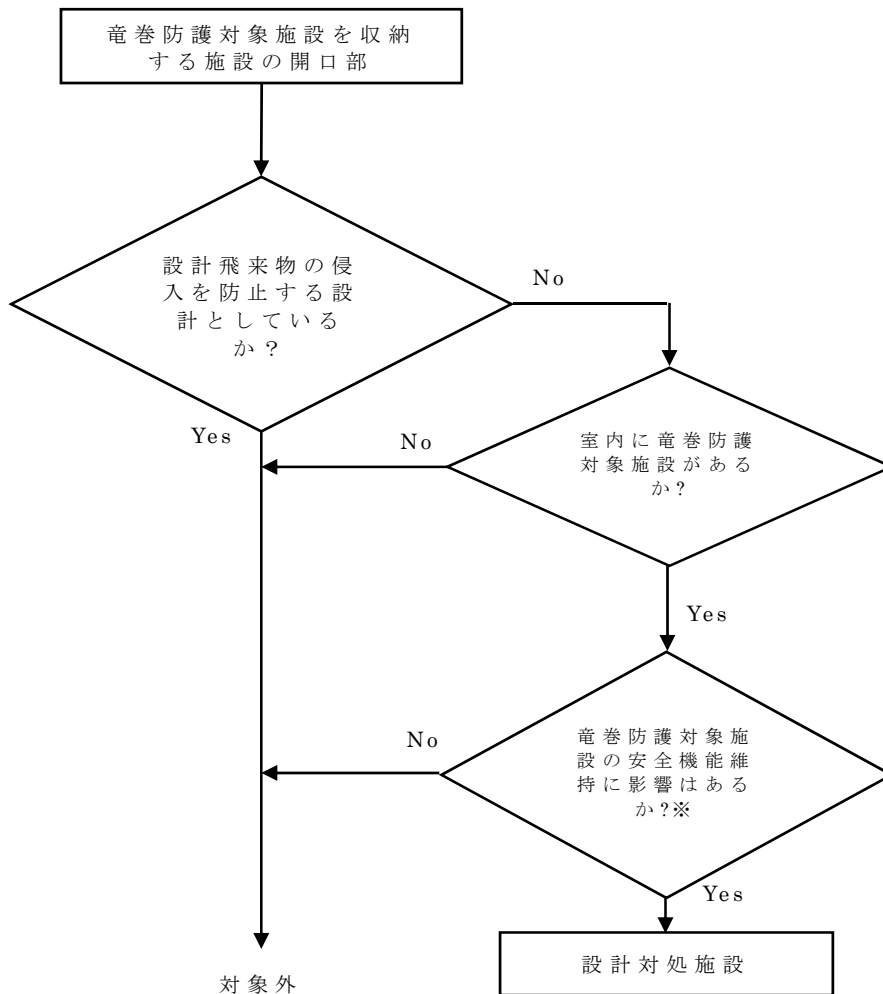 竜巻防護対象施設を収納
する施設の開口部
設計飛来物の侵
入を防止する設
計としている
か？
No
Yes
No
室内に竜巻防護
対象施設がある
か?
Yes
No
竜巻防護対象施
設の安全機能維
持に影響はある
か?※
Yes
設計対処施設
対象外